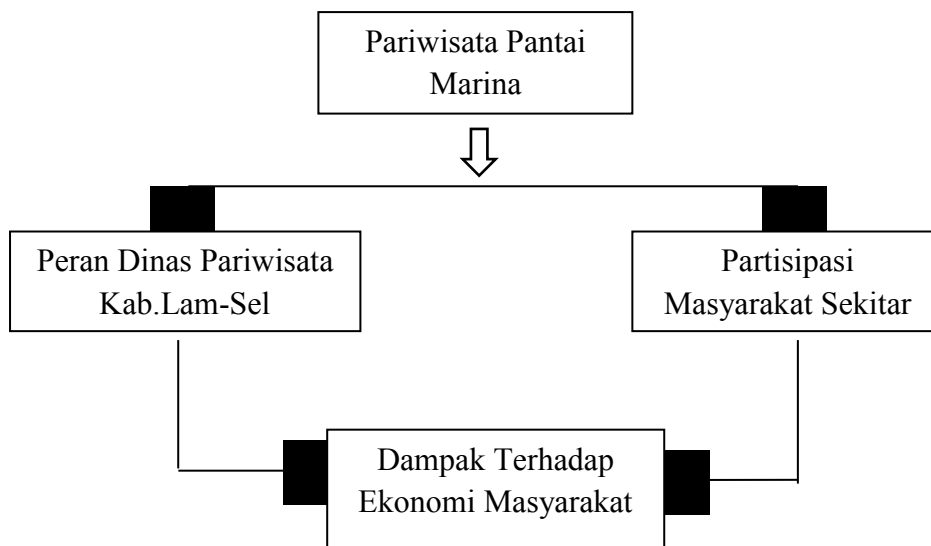 Pariwisata Pantai
Marina
Peran Dinas Pariwisata
Kab.Lam-Sel
Partisipasi
Masyarakat Sekitar
Dampak Terhadap
Ekonomi Masyarakat